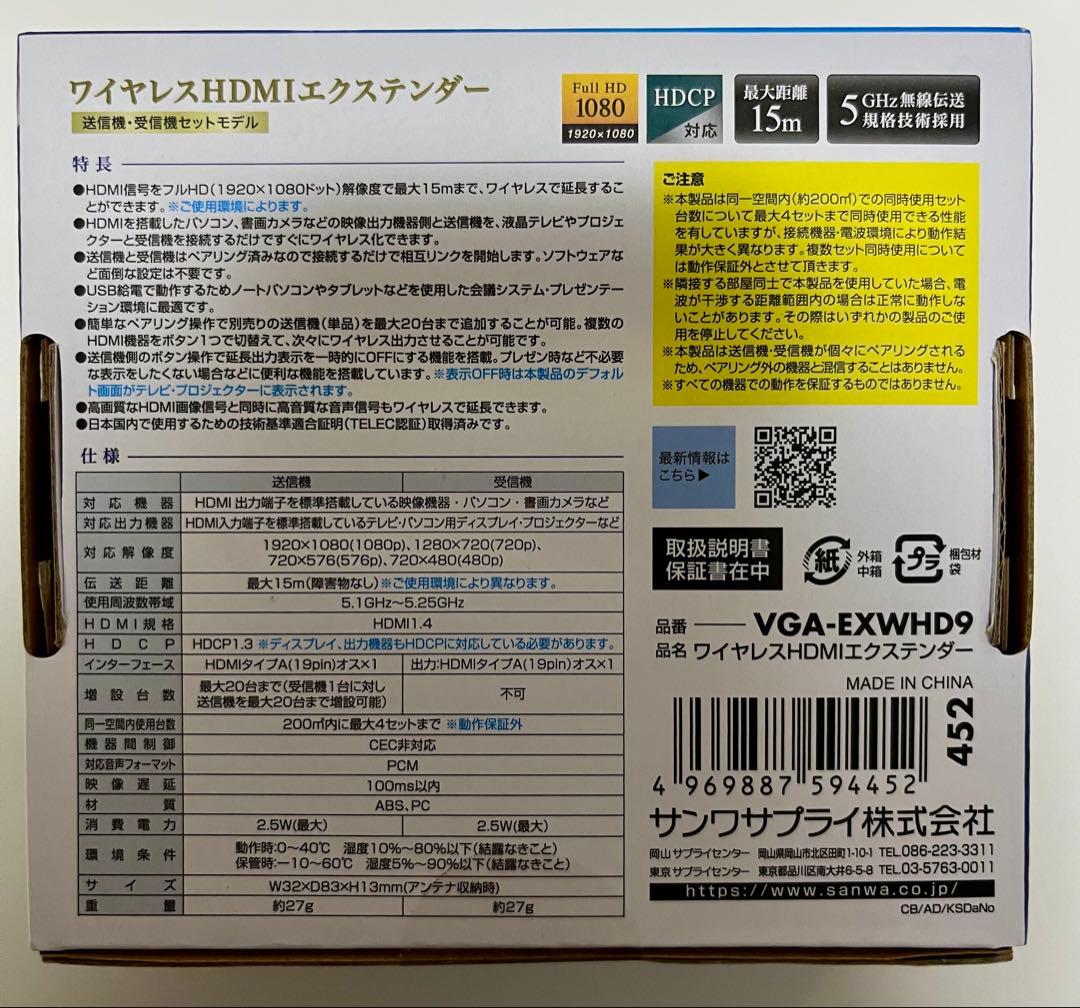 ワイヤレスHDMIエクステンダー
送信機・受信機セットモデル
Full HD
1080
1920×1080
HDCP
対応
最大距離
15m
5GHz無線伝送
規格技術採用
特長
●HDMI信号をフルHD(1920×1080ドット)解像度で最大15mまで、ワイヤレスで延長するこ
とができます。※ご使用環境によります。
●HDMIを搭載したパソコン、書画カメラなどの映像出力機器側と送信機を、液晶テレビやプロジェ
クターと受信機を接続するだけですぐにワイヤレス化できます。
●送信機と受信機はペアリング済みなので接続するだけで相互リンクを開始します。ソフトウェアな
ど面倒な設定は不要です。
●USB給電で動作するためノートパソコンやタブレットなどを使用した会議システム・プレゼンテー
ション環境に最適です。
●簡単なペアリング操作で別売りの送信機(単品)を最大20台まで追加することが可能。複数の
HDMI機器をボタン1つで切替えて、次々にワイヤレス出力させることが可能です。
●送信機側のボタン操作で延長出力表示を一時的にOFFにする機能を搭載。プレゼン時など不必要
な表示をしたくない場合などに便利な機能を搭載しています。※表示OFF時は本製品のデフォル
ト画面がテレビ・プロジェクターに表示されます。
●高画質なHDMI画像信号と同時に高音質な音声信号もワイヤレスで延長できます。
●日本国内で使用するための技術基準適合証明(TELEC認証)取得済みです。
ご注意
※本製品は同一空間内(約200㎡)での同時使用セット
台数について最大4セットまで同時使用できる性能
を有していますが、接続機器・電波環境により動作結
果が大きく異なります。複数セット同時使用について
は動作保証外とさせて頂きます。
※隣接する部屋同士で本製品を使用していた場合、電
波が干渉する距離範囲内の場合は正常に動作しな
いことがあります。その際はいずれかの製品のご使
用を停止してください。
※本製品は送信機・受信機が個々にペアリングされる
ため、ペアリング外の機器と混信することはありません。
※すべての機器での動作を保証するものではありません。
最新情報は
こちら▶
取扱説明書
保証書在中
紙
外箱
中箱
プラ
梱包材
袋
仕様
送信機 受信機
対応機器 HDMI出力端子を標準搭載している映像機器・パソコン・書画カメラなど
対応出力機器 HDMI入力端子を標準搭載しているテレビ・パソコン用ディスプレイ・プロジェクターなど
対応解像度 1920×1080(1080p)、1280×720(720p)、
720×576(576p)、720×480(480p)
伝送距離 最大15m(障害物なし)※ご使用環境により異なります。
使用周波数帯域 5.1GHz～5.25GHz
HDMI規格 HDMI1.4
HDCP HDCP1.3 ※ディスプレイ、出力機器もHDCPに対応している必要があります。
インターフェース HDMIタイプA(19pin)オス×1 出力:HDMIタイプA(19pin)オス×1
増設台数 最大20台まで(受信機1台に対し
送信機を最大20台まで増設可能) 不可
同一空間内使用台数 200㎡内に最大4セットまで ※動作保証外
機器間制御 CEC非対応
対応音声フォーマット PCM
映像遅延 100ms以内
材質 ABS、PC
消費電力 2.5W(最大) 2.5W(最大)
環境条件 動作時:0～40℃ 湿度10%～80%以下(結露なきこと)
保管時:－10～60℃ 湿度5%～90%以下(結露なきこと)
サイズ W32×D83×H13mm(アンテナ収納時)
重量 約27g 約27g
品番 VGA-EXWHD9
品名 ワイヤレスHDMIエクステンダー
MADE IN CHINA
4 969887 594452
452
サンワサプライ株式会社
岡山サプライセンター 岡山県岡山市北区田町1-10-1 TEL.086-223-3311
東京サプライセンター 東京都品川区南大井6-5-8 TEL.03-5763-0011
https://www.sanwa.co.jp/
CB/AD/KSDaNo